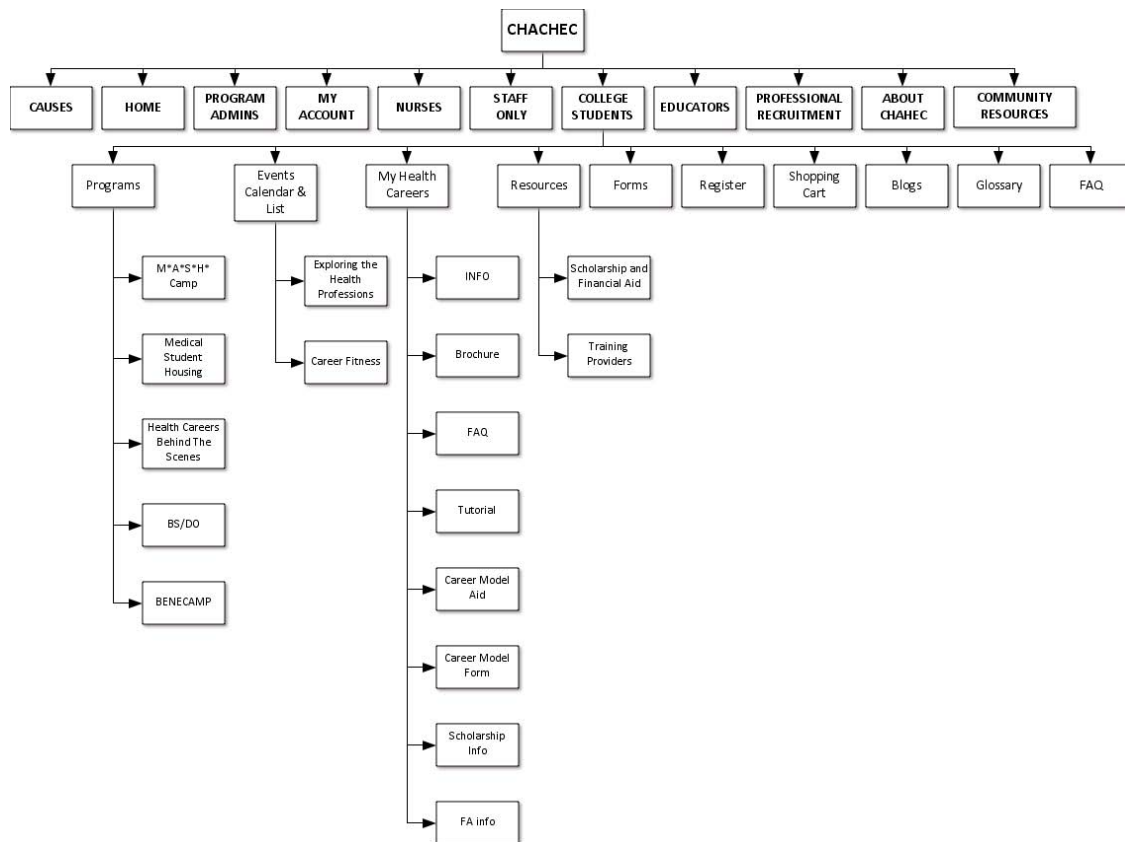 CHACHEC
CAUSES
HOME
PROGRAM
ADMINS
MY
ACCOUNT
NURSES
STAFF
ONLY
COLLEGE
STUDENTS
EDUCATORS
PROFESSIONAL
RECRUITMENT
ABOUT
CHAHEC
COMMUNITY
RESOURCES
Programs
Events
Calendar &
List
My Health
Careers
Resources
Forms
Register
Shopping
Cart
Blogs
Glossary
FAQ
M*A*S*H*
Camp
Medical
Student
Housing
Health Careers
Behind The
Scenes
BS/DO
BENECAMP
Exploring the
Health
Professions
Career Fitness
INFO
Brochure
FAQ
Tutorial
Career Model
Aid
Career Model
Form
Scholarship
Info
FA info
Scholarship and
Financial Aid
Training
Providers